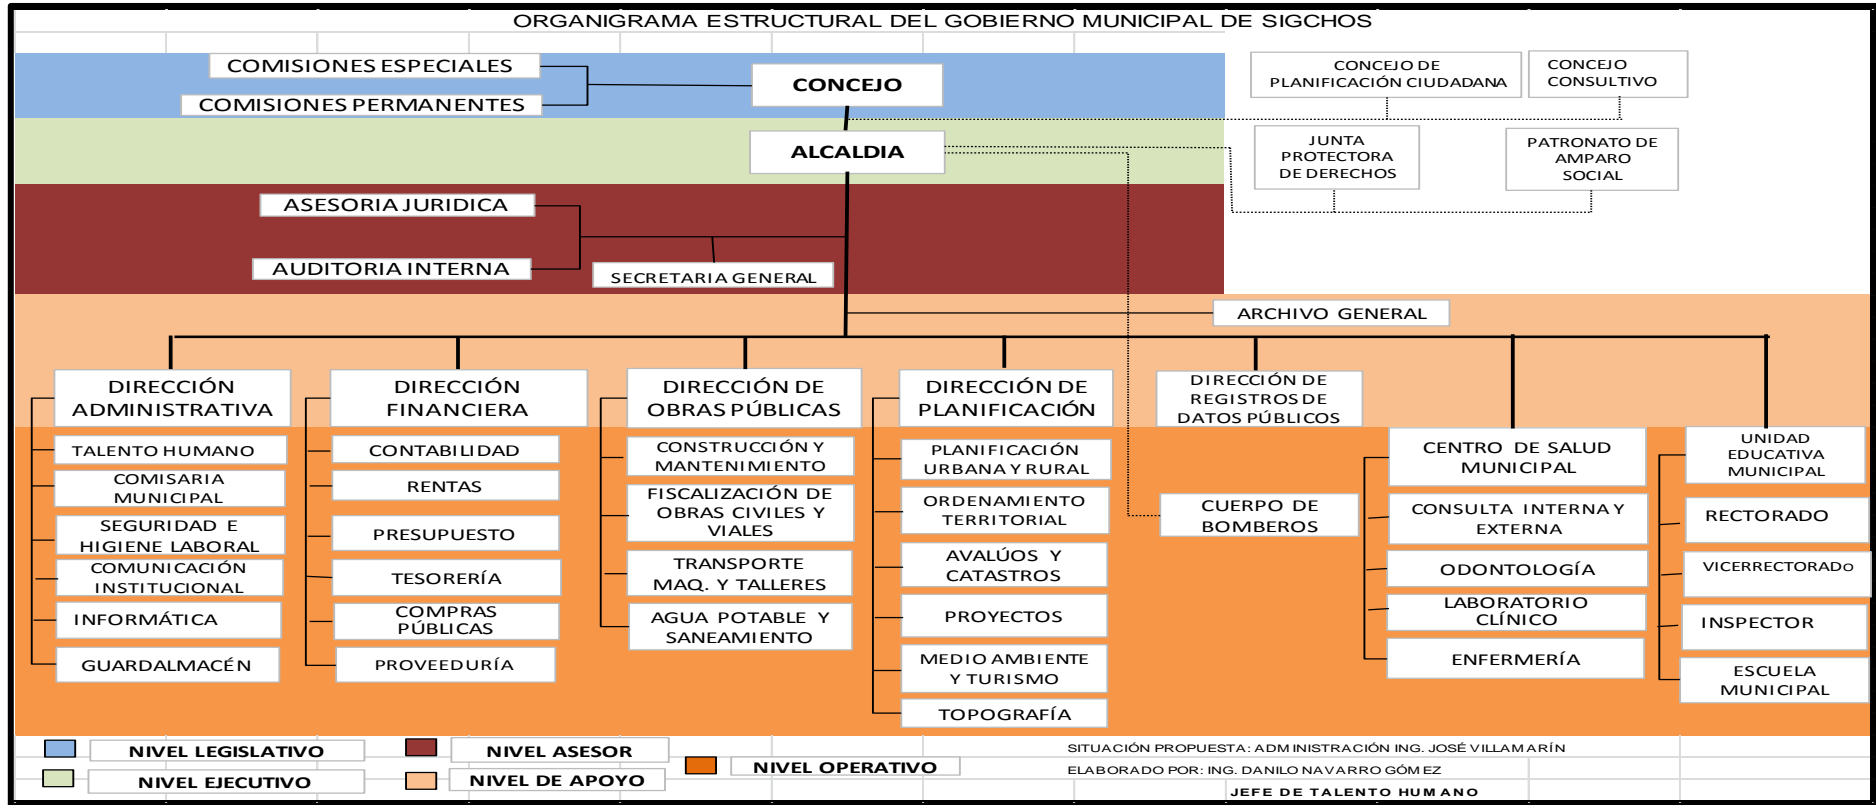 ORGANIGRAMA ESTRUCTURAL DEL GOBIERNO MUNICIPAL DE SIGCHOS
COMISIONES ESPECIALES
COMISIONES PERMANENTES
CONCEJO
CONCEJO DE
PLANIFICACIÓN CIUDADANA
CONCEJO
CONSULTIVO
ALCALDIA
JUNTA
PROTECTORA
DE DERECHOS
PATRONATO DE
AMPARO
SOCIAL
ASESORIA JURIDICA
AUDITORIA INTERNA
SECRETARIA GENERAL
ARCHIVO GENERAL
DIRECCIÓN
ADMINISTRATIVA
TALENTO HUMANO
COMISARIA
MUNICIPAL
SEGURIDAD E
HIGIENE LABORAL
COMUNICACIÓN
INSTITUCIONAL
INFORMÁTICA
GUARDALMACÉN
DIRECCIÓN
FINANCIERA
CONTABILIDAD
RENTAS
PRESUPUESTO
TESORERÍA
COMPRAS
PÚBLICAS
PROVEEDURÍA
DIRECCIÓN DE
OBRAS PÚBLICAS
CONSTRUCCIÓN Y
MANTENIMIENTO
FISCALIZACIÓN DE
OBRAS CIVILES Y
VIALES
TRANSPORTE
MAQ. Y TALLERES
AGUA POTABLE Y
SANEAMIENTO
DIRECCIÓN DE
PLANIFICACIÓN
PLANIFICACIÓN
URBANA Y RURAL
ORDENAMIENTO
TERRITORIAL
AVALÚOS Y
CATASTROS
PROYECTOS
MEDIO AMBIENTE
Y TURISMO
TOPOGRAFÍA
DIRECCIÓN DE
REGISTROS DE
DATOS PÚBLICOS
CUERPO DE
BOMBEROS
CENTRO DE SALUD
MUNICIPAL
CONSULTA INTERNA Y
EXTERNA
ODONTOLOGÍA
LABORATORIO
CLÍNICO
ENFERMERÍA
UNIDAD
EDUCATIVA
MUNICIPAL
RECTORADO
VICERRECTORADo
INSPECTOR
ESCUELA
MUNICIPAL
NIVEL LEGISLATIVO
NIVEL EJECUTIVO
NIVEL ASESOR
NIVEL DE APOYO
NIVEL OPERATIVO
SITUACIÓN PROPUESTA: ADMINISTRACIÓN ING. JOSÉ VILLAMARÍN
ELABORADO POR: ING. DANILO NAVARRO GÓMEZ
JEFE DE TALENTO HUMANO